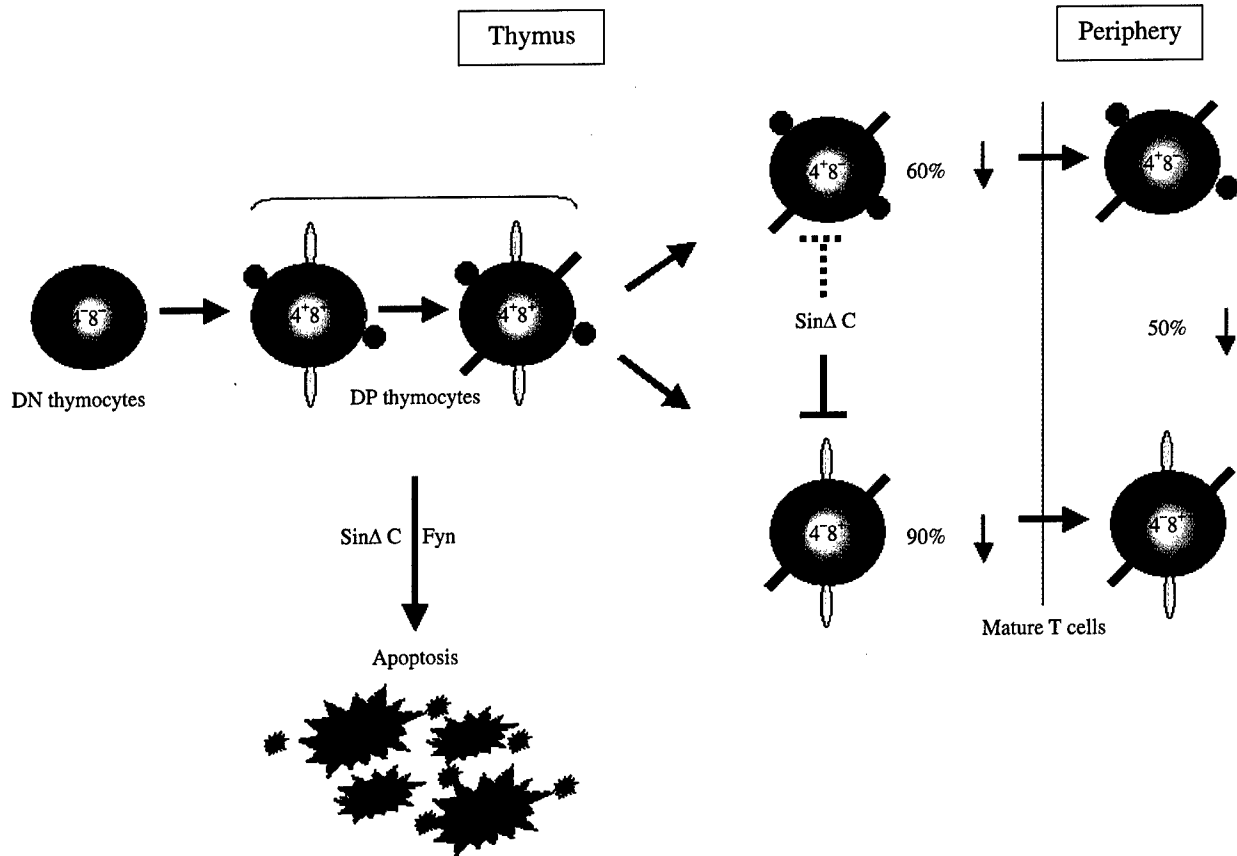 Thymus
Periphery
4⁺8⁻
60%
4⁺8⁻
4⁻8⁻
4⁺8⁺
4⁺8⁺
SinΔ C
50%
DN thymocytes
DP thymocytes
SinΔ C
Fyn
4⁻8⁺
90%
4⁻8⁺
Mature T cells
Apoptosis